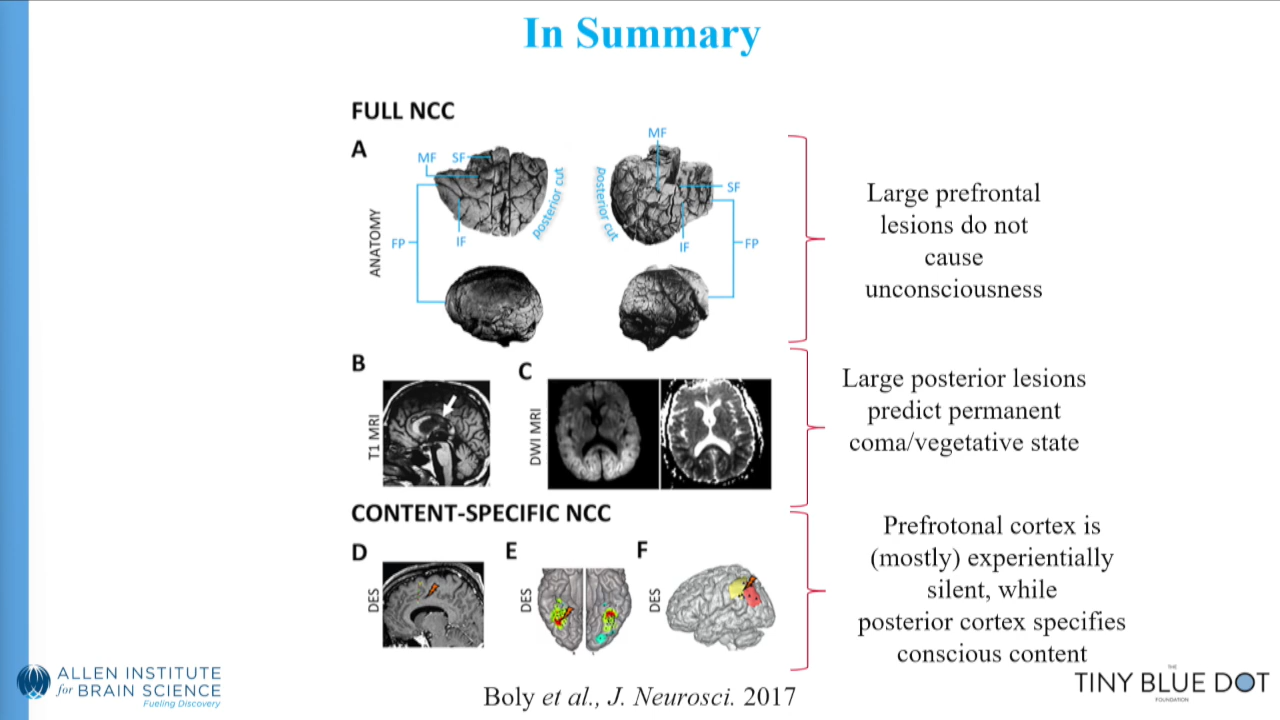 In Summary
FULL NCC
A
MF
SF
posterior cut
FP
IF
ANATOMY
MF
posterior cut
SF
IF
FP
Large prefrontal
lesions do not
cause
unconsciousness
B
T1 MRI
C
DWI MRI
Large posterior lesions
predict permanent
coma/vegetative state
CONTENT-SPECIFIC NCC
D
DES
E
DES
F
DES
Prefrotonal cortex is
(mostly) experientially
silent, while
posterior cortex specifies
conscious content
ALLEN INSTITUTE
for BRAIN SCIENCE
Fueling Discovery
Boly et al., J. Neurosci. 2017
THE
TINY BLUE DOT
FOUNDATION